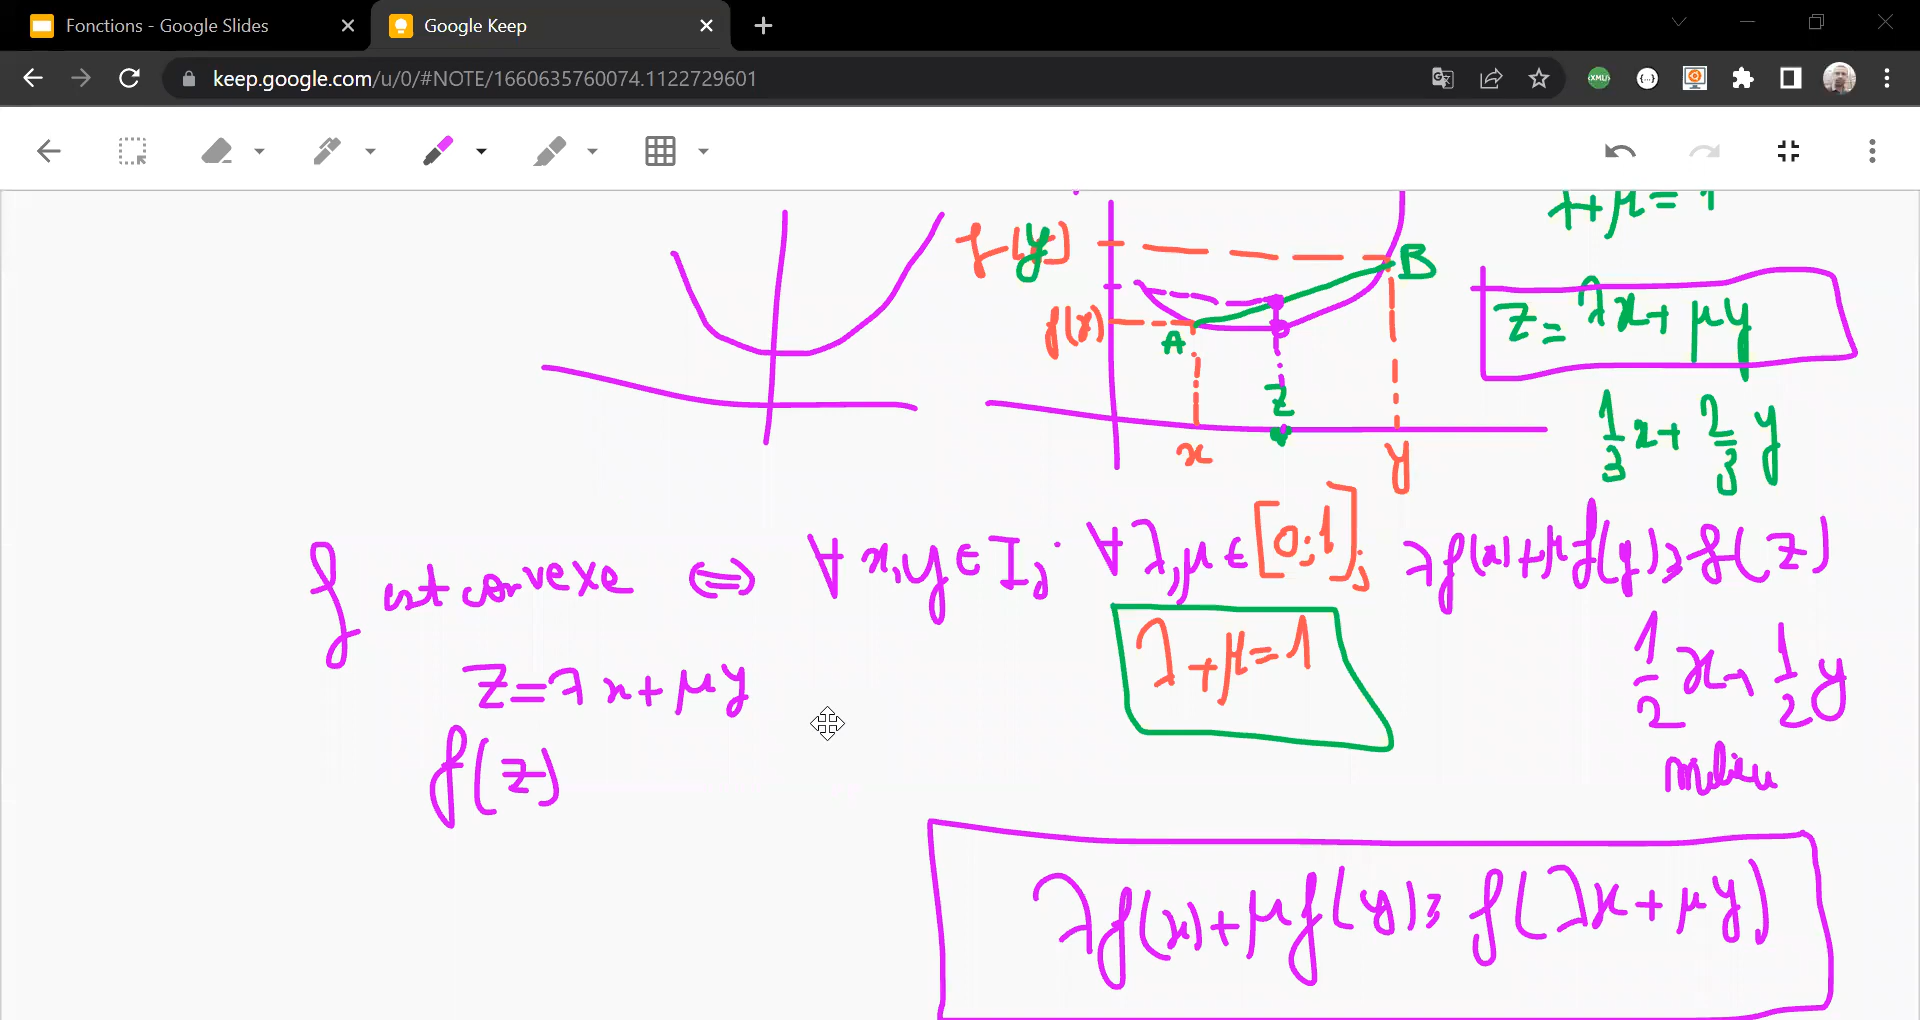 Fonctions - Google Slides
Google Keep
keep.google.com/u/0/#NOTE/1660635760074.1122729601
λ+μ=1
f(y)
B
f(x)
A
z=λx+μy
z
x
y
1/3 x + 2/3 y
f est convexe ⇔ ∀x,y∈I; ∀λ,μ∈[0;1]; λf(x)+μf(y)≥f(z)
λ+μ=1
z=λx+μy
1/2 x + 1/2 y
f(z)
milieu
λf(x)+μf(y)≥f(λx+μy)